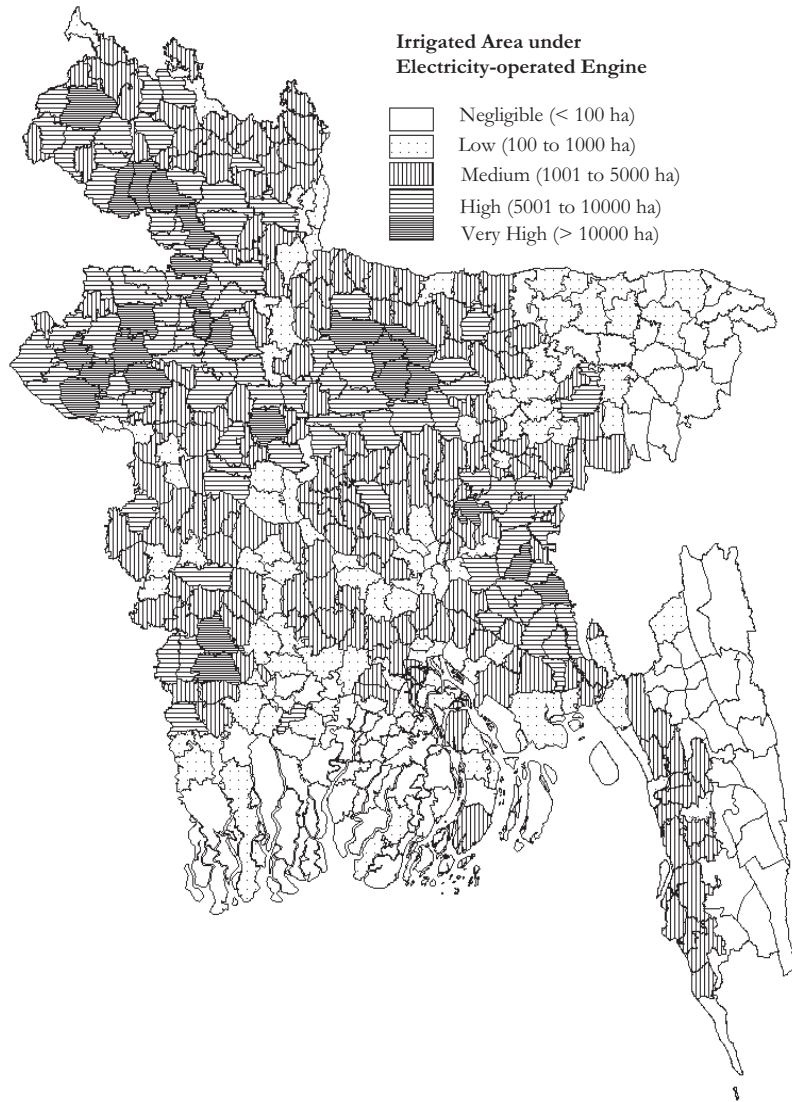 Irrigated Area under
Electricity-operated Engine
Negligible (< 100 ha)
Low (100 to 1000 ha)
Medium (1001 to 5000 ha)
High (5001 to 10000 ha)
Very High (> 10000 ha)